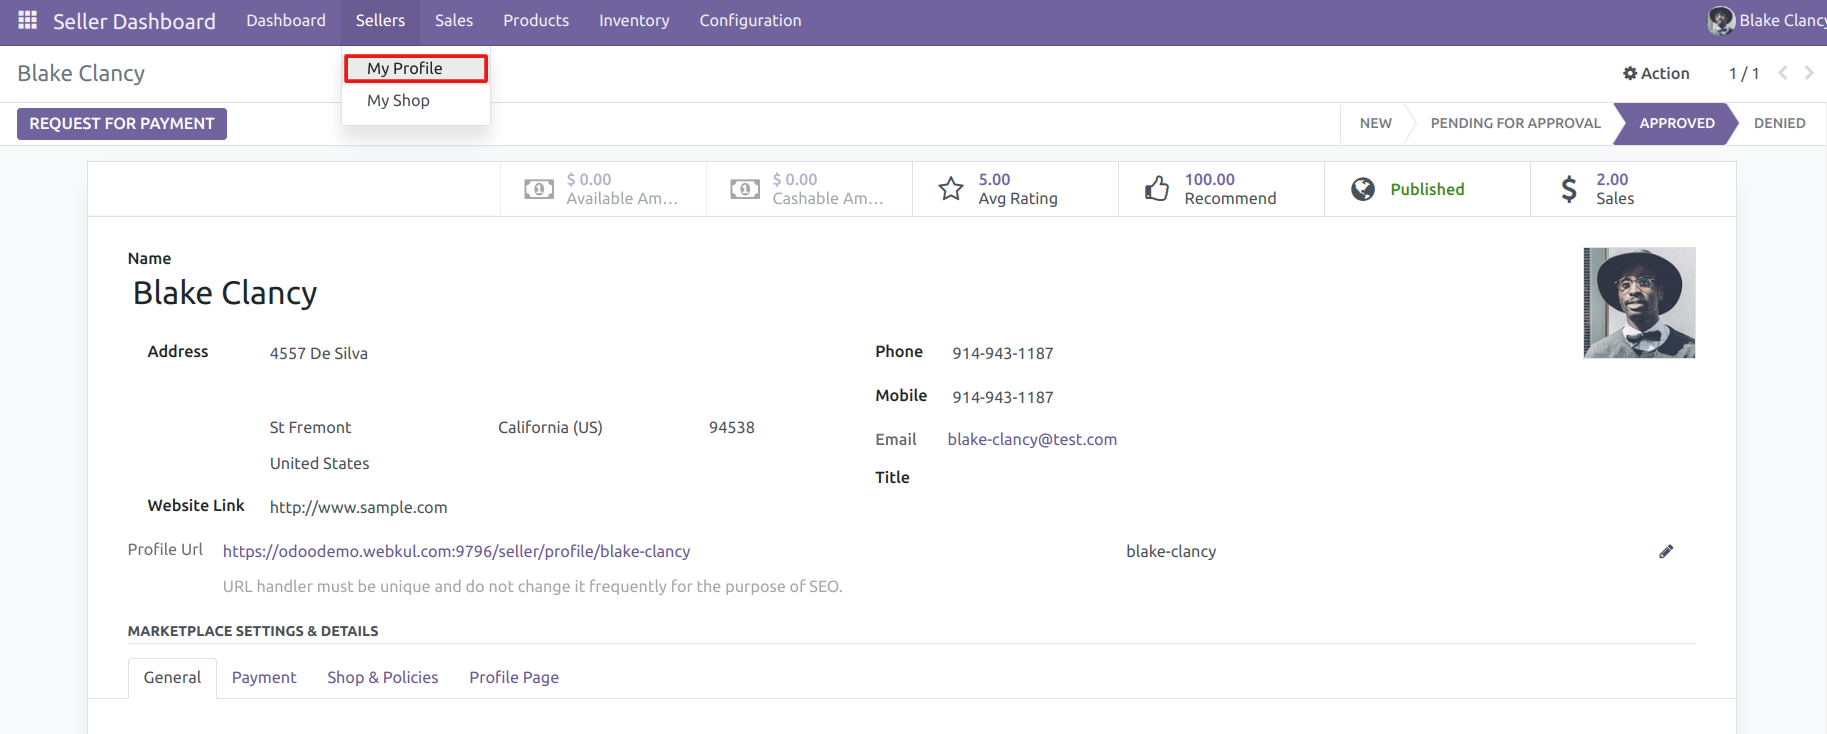 Seller Dashboard Dashboard Sellers Sales Products Inventory Configuration Blake Clancy
My Profile
My Shop
Blake Clancy Action 1 / 1
REQUEST FOR PAYMENT NEW PENDING FOR APPROVAL APPROVED DENIED
$ 0.00
Available Am...
$ 0.00
Cashable Am...
5.00
Avg Rating
100.00
Recommend
Published
2.00
Sales
Name
Blake Clancy
Address 4557 De Silva
St Fremont California (US) 94538
United States
Website Link http://www.sample.com
Phone 914-943-1187
Mobile 914-943-1187
Email blake-clancy@test.com
Title
Profile Url https://odoodemo.webkul.com:9796/seller/profile/blake-clancy blake-clancy
URL handler must be unique and do not change it frequently for the purpose of SEO.
MARKETPLACE SETTINGS & DETAILS
General Payment Shop & Policies Profile Page